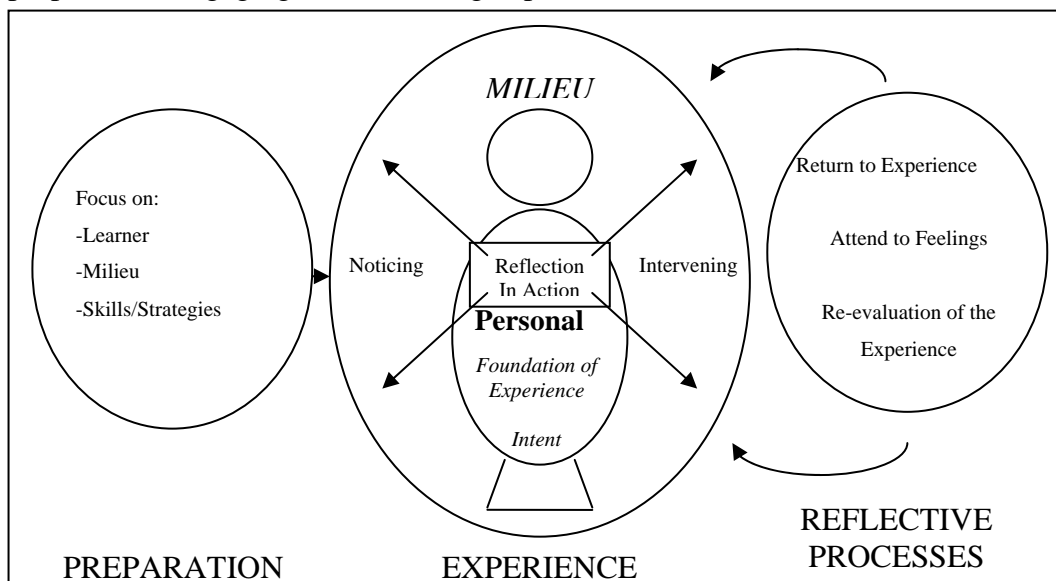 MILIEU
Focus on:
-Learner
-Milieu
-Skills/Strategies
Noticing
Reflection
In Action
Intervening
Personal
Foundation of
Experience
Intent
Return to Experience
Attend to Feelings
Re-evaluation of the
Experience
PREPARATION
EXPERIENCE
REFLECTIVE
PROCESSES